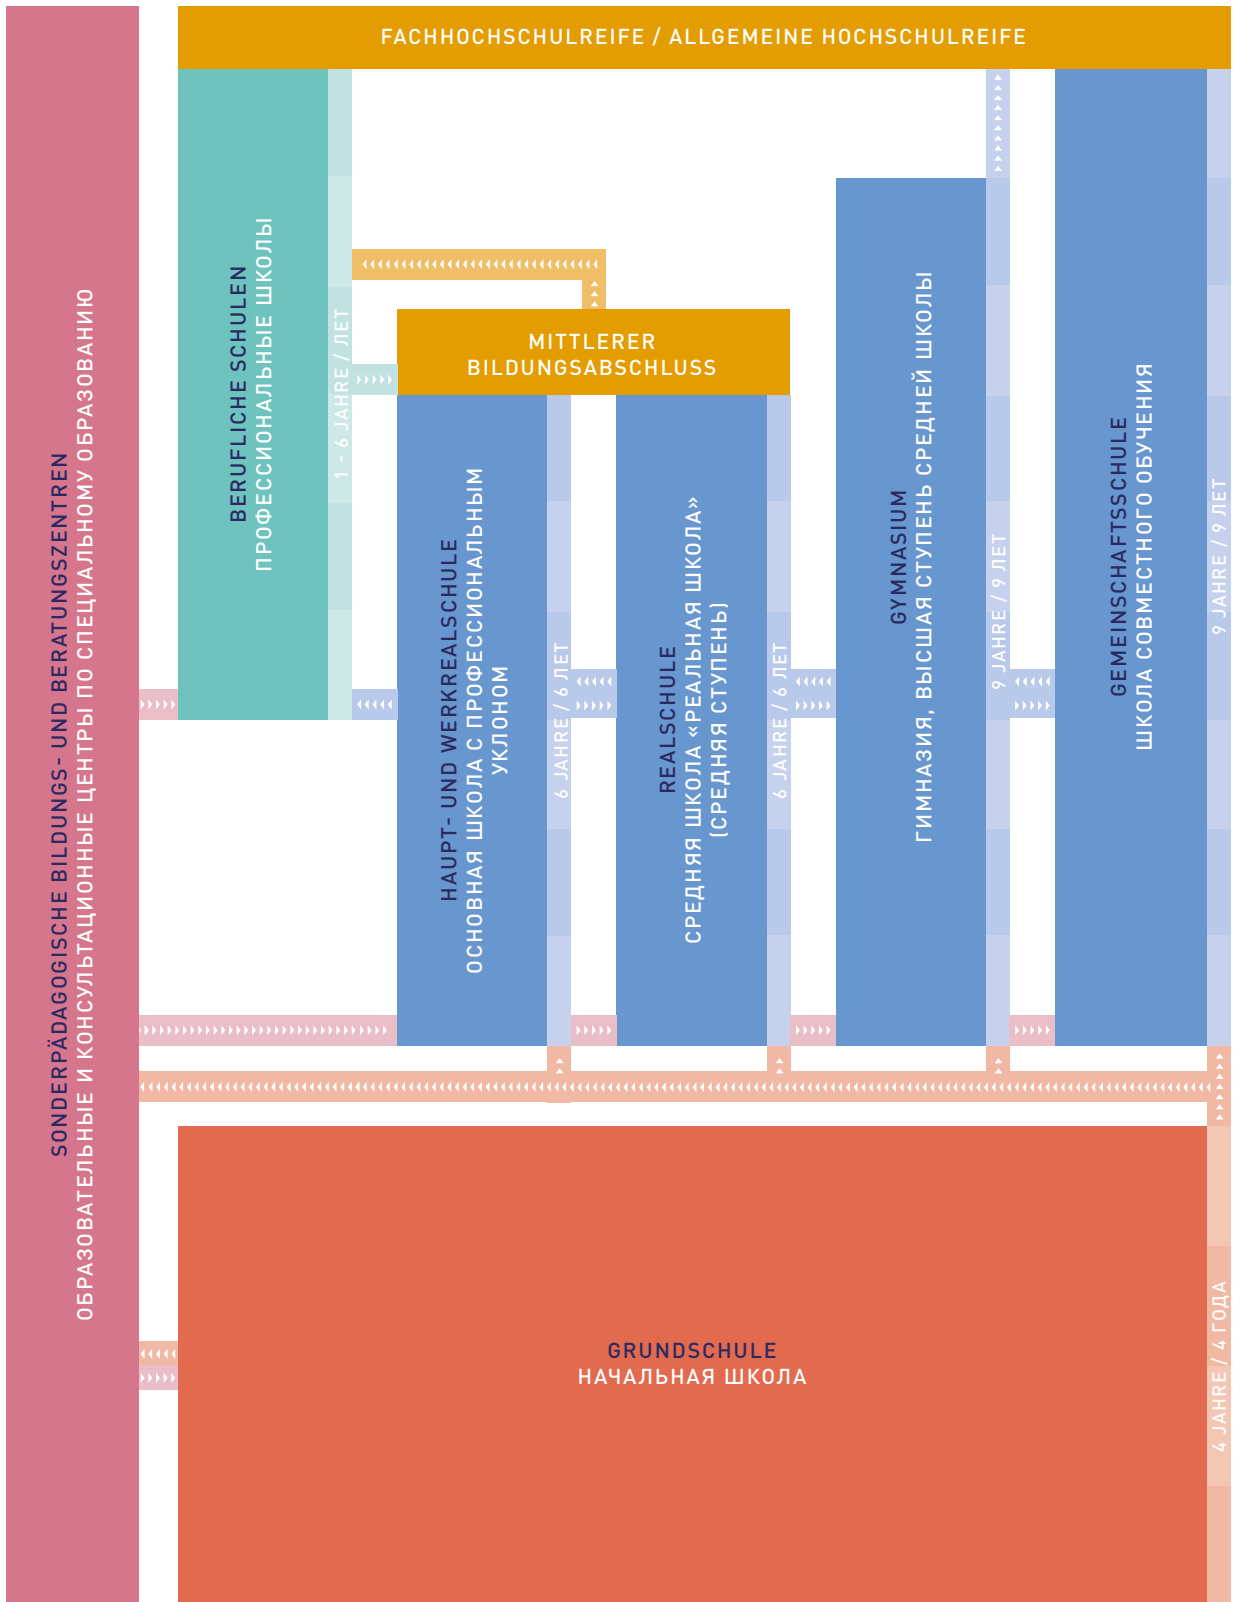 FACHHOCHSCHULREIFE / ALLGEMEINE HOCHSCHULREIFE
SONDERPÄDAGOGISCHE BILDUNGS- UND BERATUNGSZENTREN
ОБРАЗОВАТЕЛЬНЫЕ И КОНСУЛЬТАЦИОННЫЕ ЦЕНТРЫ ПО СПЕЦИАЛЬНОМУ ОБРАЗОВАНИЮ
BERUFLICHE SCHULEN
ПРОФЕССИОНАЛЬНЫЕ ШКОЛЫ
1 - 6 JAHRE / ЛЕТ
MITTLERER
BILDUNGSABSCHLUSS
HAUPT- UND WERKREALSCHULE
ОСНОВНАЯ ШКОЛА С ПРОФЕССИОНАЛЬНЫМ
УКЛОНОМ
6 JAHRE / 6 ЛЕТ
REALSCHULE
СРЕДНЯЯ ШКОЛА «РЕАЛЬНАЯ ШКОЛА»
(СРЕДНЯЯ СТУПЕНЬ)
6 JAHRE / 6 ЛЕТ
GYMNASIUM
ГИМНАЗИЯ, ВЫСШАЯ СТУПЕНЬ СРЕДНЕЙ ШКОЛЫ
9 JAHRE / 9 ЛЕТ
GEMEINSCHAFTSSCHULE
ШКОЛА СОВМЕСТНОГО ОБУЧЕНИЯ
9 JAHRE / 9 ЛЕТ
GRUNDSCHULE
НАЧАЛЬНАЯ ШКОЛА
4 JAHRE / 4 ГОДА